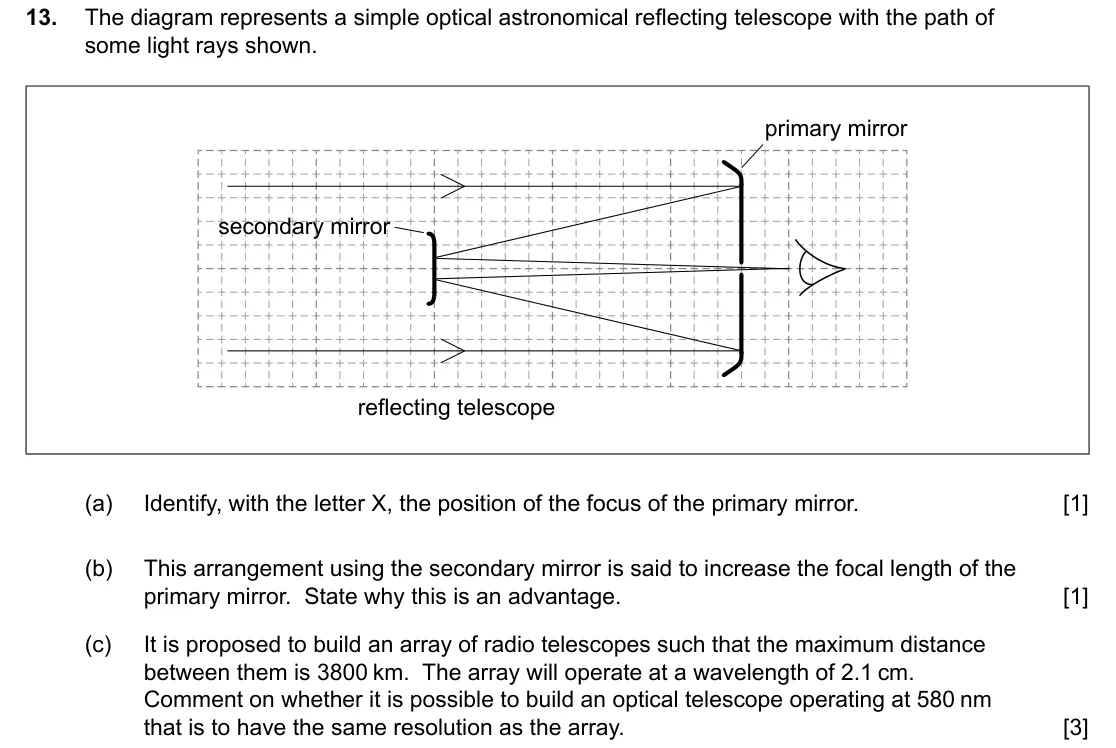 13. The diagram represents a simple optical astronomical reflecting telescope with the path of
some light rays shown.
primary mirror
secondary mirror
reflecting telescope
(a) Identify, with the letter X, the position of the focus of the primary mirror. [1]
(b) This arrangement using the secondary mirror is said to increase the focal length of the
primary mirror. State why this is an advantage. [1]
(c) It is proposed to build an array of radio telescopes such that the maximum distance
between them is 3800 km. The array will operate at a wavelength of 2.1 cm.
Comment on whether it is possible to build an optical telescope operating at 580 nm
that is to have the same resolution as the array. [3]